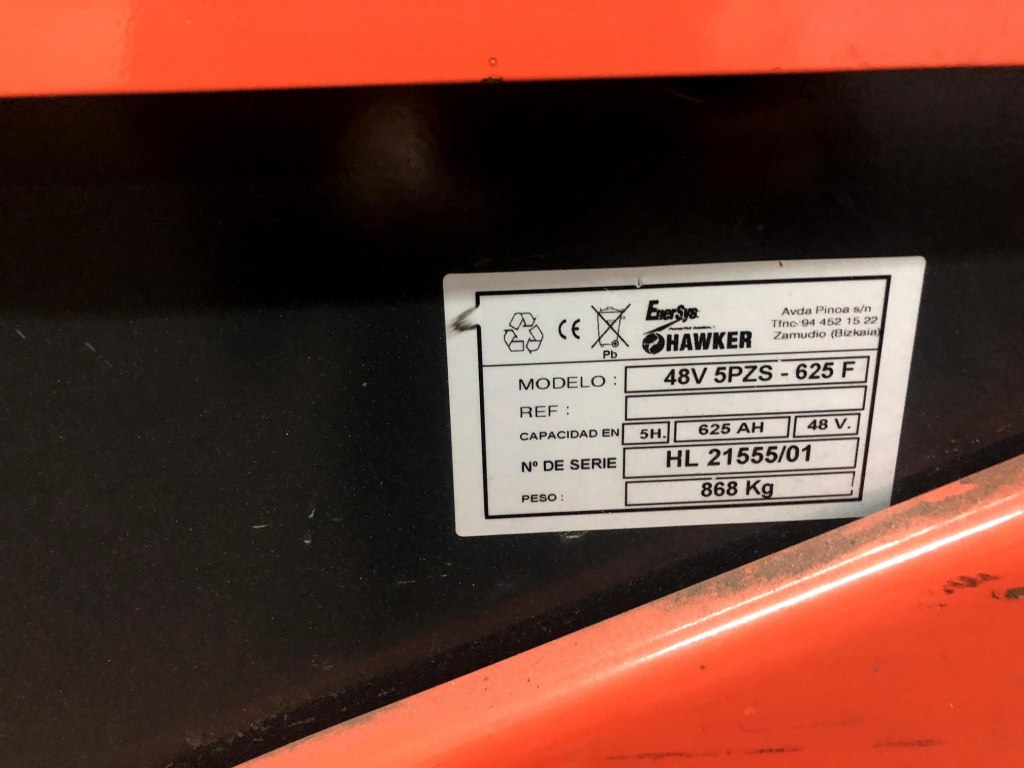 EnerSys
HAWKER
Avda Pinoa s/n
Tfno 94 452 15 22
Zamudio (Bizkaia)
Pb
MODELO : 48V 5PZS - 625 F
REF :
CAPACIDAD EN 5H. 625 AH 48 V.
Nº DE SERIE HL 21555/01
PESO : 868 Kg